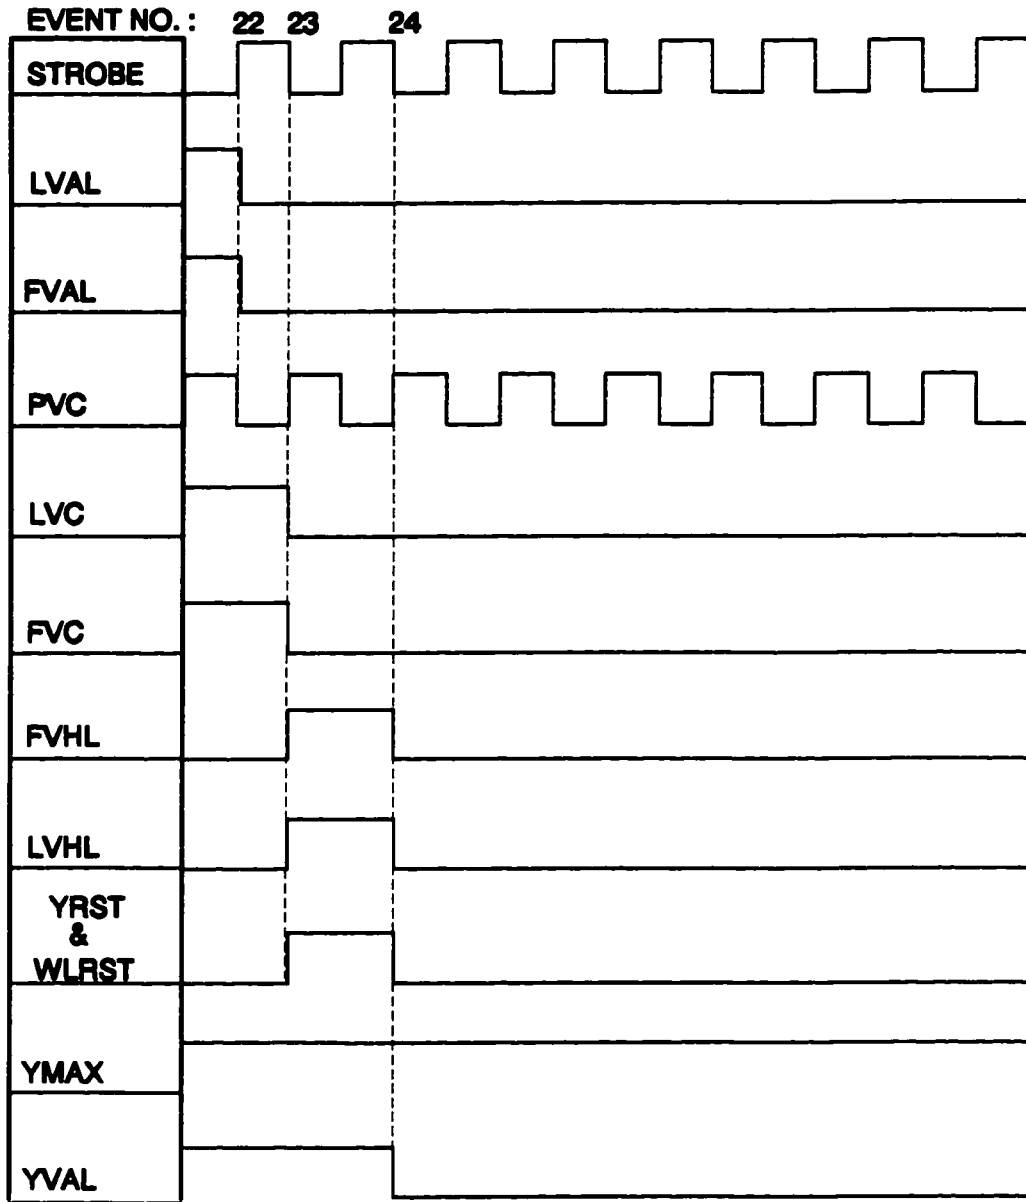 EVENT NO. : 22 23 24
STROBE
LVAL
FVAL
PVC
LVC
FVC
FVHL
LVHL
YRST
&
WLRST
YMAX
YVAL